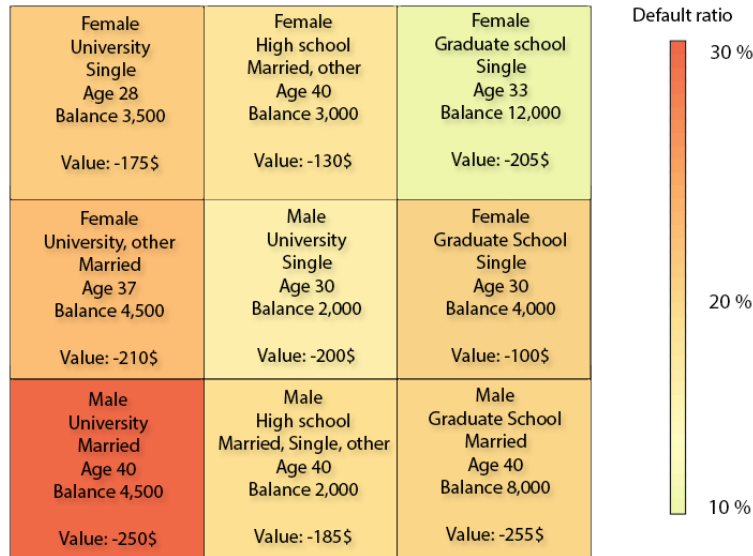 Female
University
Single
Age 28
Balance 3,500
Value: -175$
Female
High school
Married, other
Age 40
Balance 3,000
Value: -130$
Female
Graduate school
Single
Age 33
Balance 12,000
Value: -205$
Female
University, other
Married
Age 37
Balance 4,500
Value: -210$
Male
University
Single
Age 30
Balance 2,000
Value: -200$
Female
Graduate School
Single
Age 30
Balance 4,000
Value: -100$
Male
University
Married
Age 40
Balance 4,500
Value: -250$
Male
High school
Married, Single, other
Age 40
Balance 2,000
Value: -185$
Male
Graduate School
Married
Age 40
Balance 8,000
Value: -255$
Default ratio
30 %
20 %
10 %